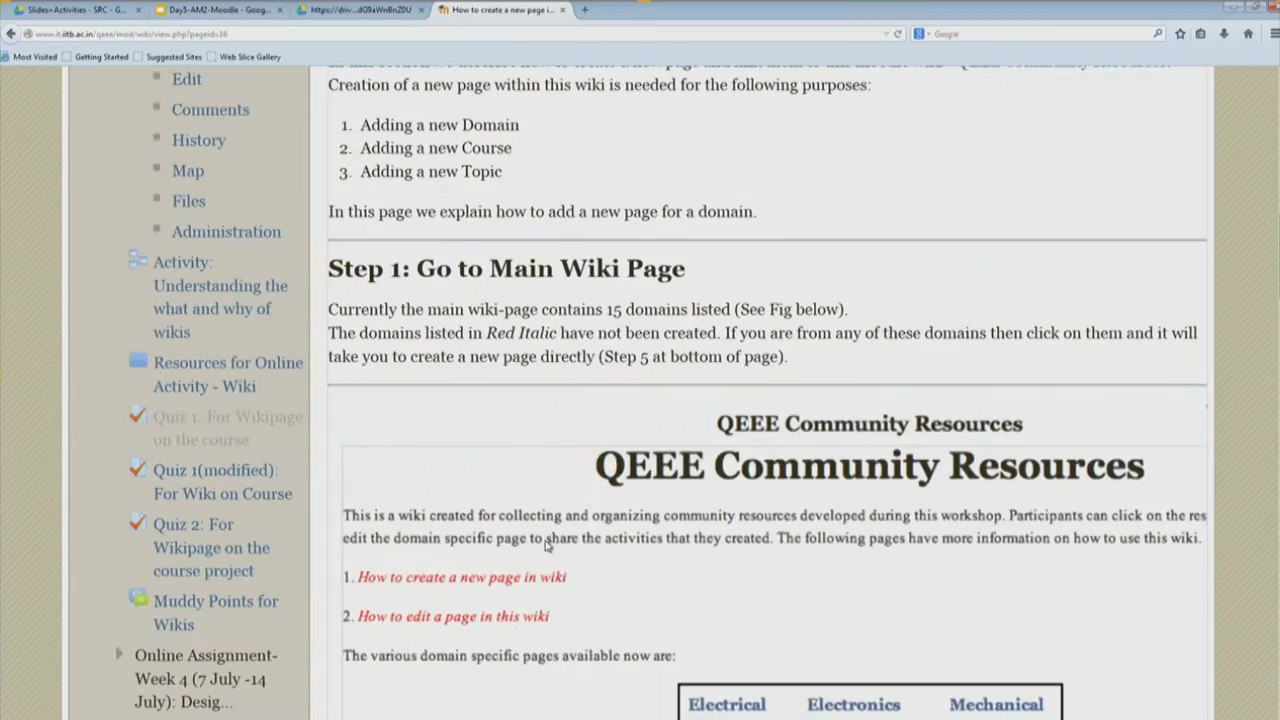 Slides+Activities - SRC - G...
Day5-AM2-Moodle - Goog...
https://driv...dG9aWnBnZ0U
How to create a new page i...
www.it.iitb.ac.in/qeee/mod/wiki/view.php?pageid=16
Google
Most Visited
Getting Started
Suggested Sites
Web Slice Gallery
Edit
Comments
History
Map
Files
Administration
Activity:
Understanding the
what and why of
wikis
Resources for Online
Activity - Wiki
Quiz 1: For Wikipage
on the course
Quiz 1(modified):
For Wiki on Course
Quiz 2: For
Wikipage on the
course project
Muddy Points for
Wikis
Online Assignment-
Week 4 (7 July -14
July): Desig...
Creation of a new page within this wiki is needed for the following purposes:
1. Adding a new Domain
2. Adding a new Course
3. Adding a new Topic
In this page we explain how to add a new page for a domain.
Step 1: Go to Main Wiki Page
Currently the main wiki-page contains 15 domains listed (See Fig below).
The domains listed in Red Italic have not been created. If you are from any of these domains then click on them and it will
take you to create a new page directly (Step 5 at bottom of page).
QEEE Community Resources
QEEE Community Resources
This is a wiki created for collecting and organizing community resources developed during this workshop. Participants can click on the res
edit the domain specific page to share the activities that they created. The following pages have more information on how to use this wiki.
1. How to create a new page in wiki
2. How to edit a page in this wiki
The various domain specific pages available now are:
Electrical Electronics Mechanical